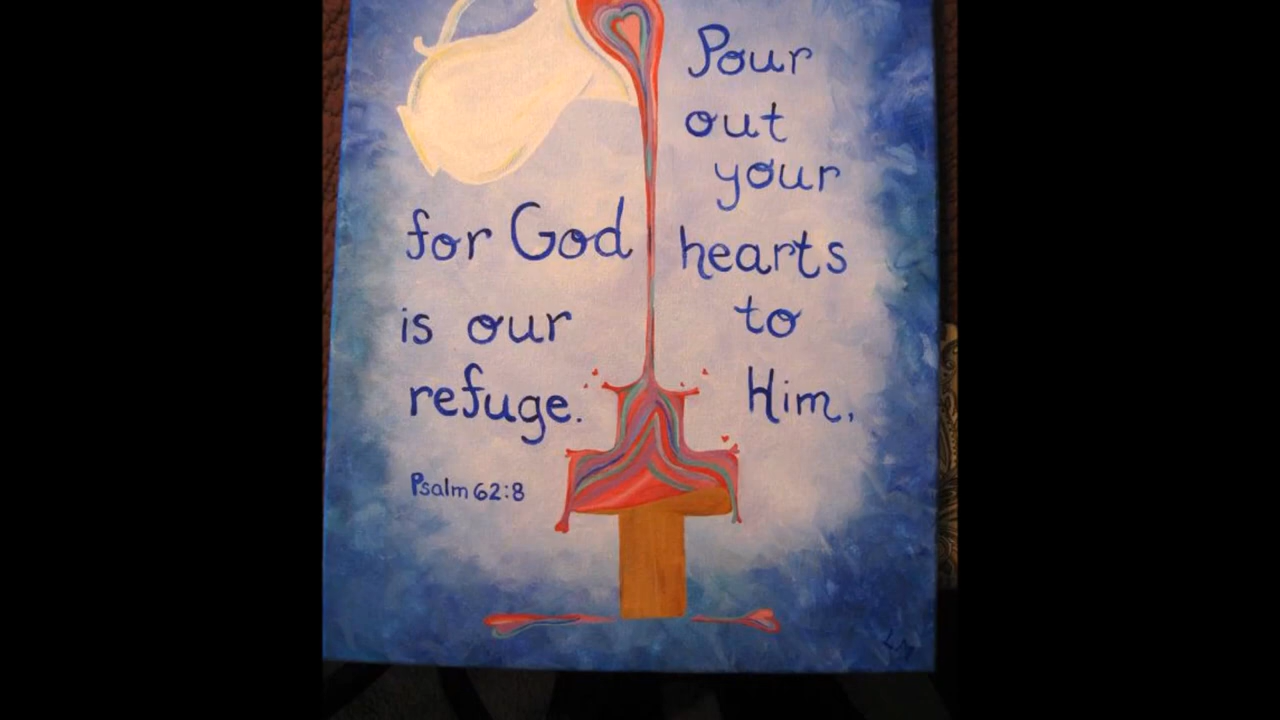 Pour
out
your
hearts
to
Him,
for God
is our
refuge.
Psalm 62:8